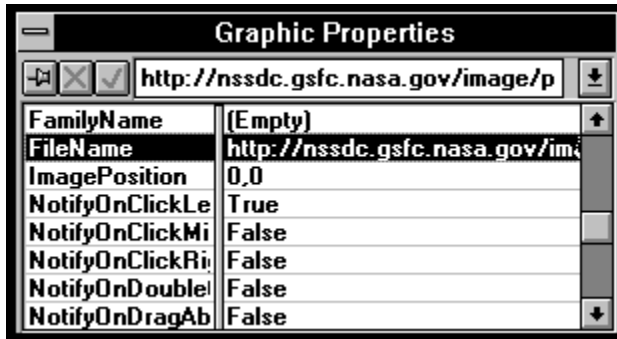 Graphic Properties
http://nssdc.gsfc.nasa.gov/image/p
FamilyName (Empty)
FileName http://nssdc.gsfc.nasa.gov/ima
ImagePosition 0,0
NotifyOnClickLe True
NotifyOnClickMi False
NotifyOnClickRi False
NotifyOnDouble False
NotifyOnDragAb False